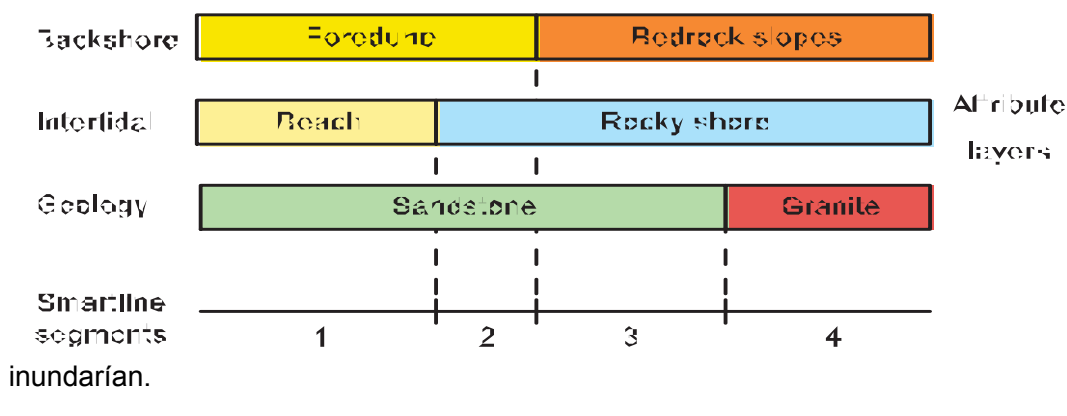 Backshore Foredune Bedrock slopes
Intertidal Beach Rocky shore
Attribute
layers
Geology Sandstone Granite
Smartline
segments 1 2 3 4
inundarían.